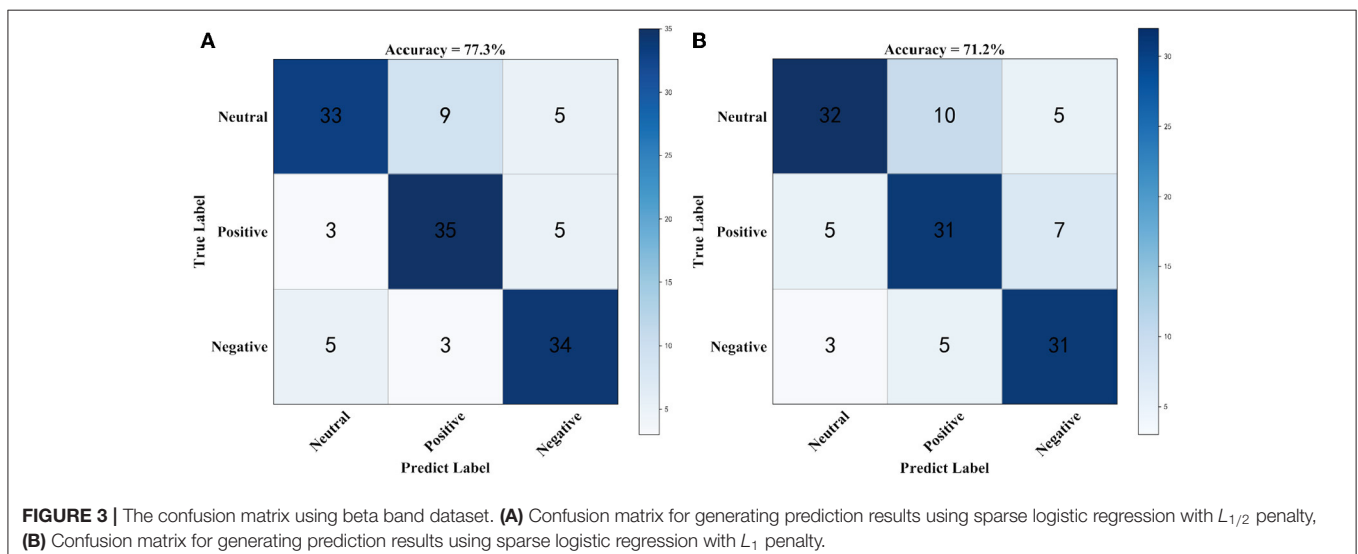 A
Accuracy = 77.3%
True Label
Neutral
33 9 5
Positive
3 35 5
Negative
5 3 34
Neutral Positive Negative
Predict Label
35
30
25
20
15
10
5
B
Accuracy = 71.2%
True Label
Neutral
32 10 5
Positive
5 31 7
Negative
3 5 31
Neutral Positive Negative
Predict Label
30
25
20
15
10
5
FIGURE 3 | The confusion matrix using beta band dataset. (A) Confusion matrix for generating prediction results using sparse logistic regression with L1/2 penalty,
(B) Confusion matrix for generating prediction results using sparse logistic regression with L1 penalty.